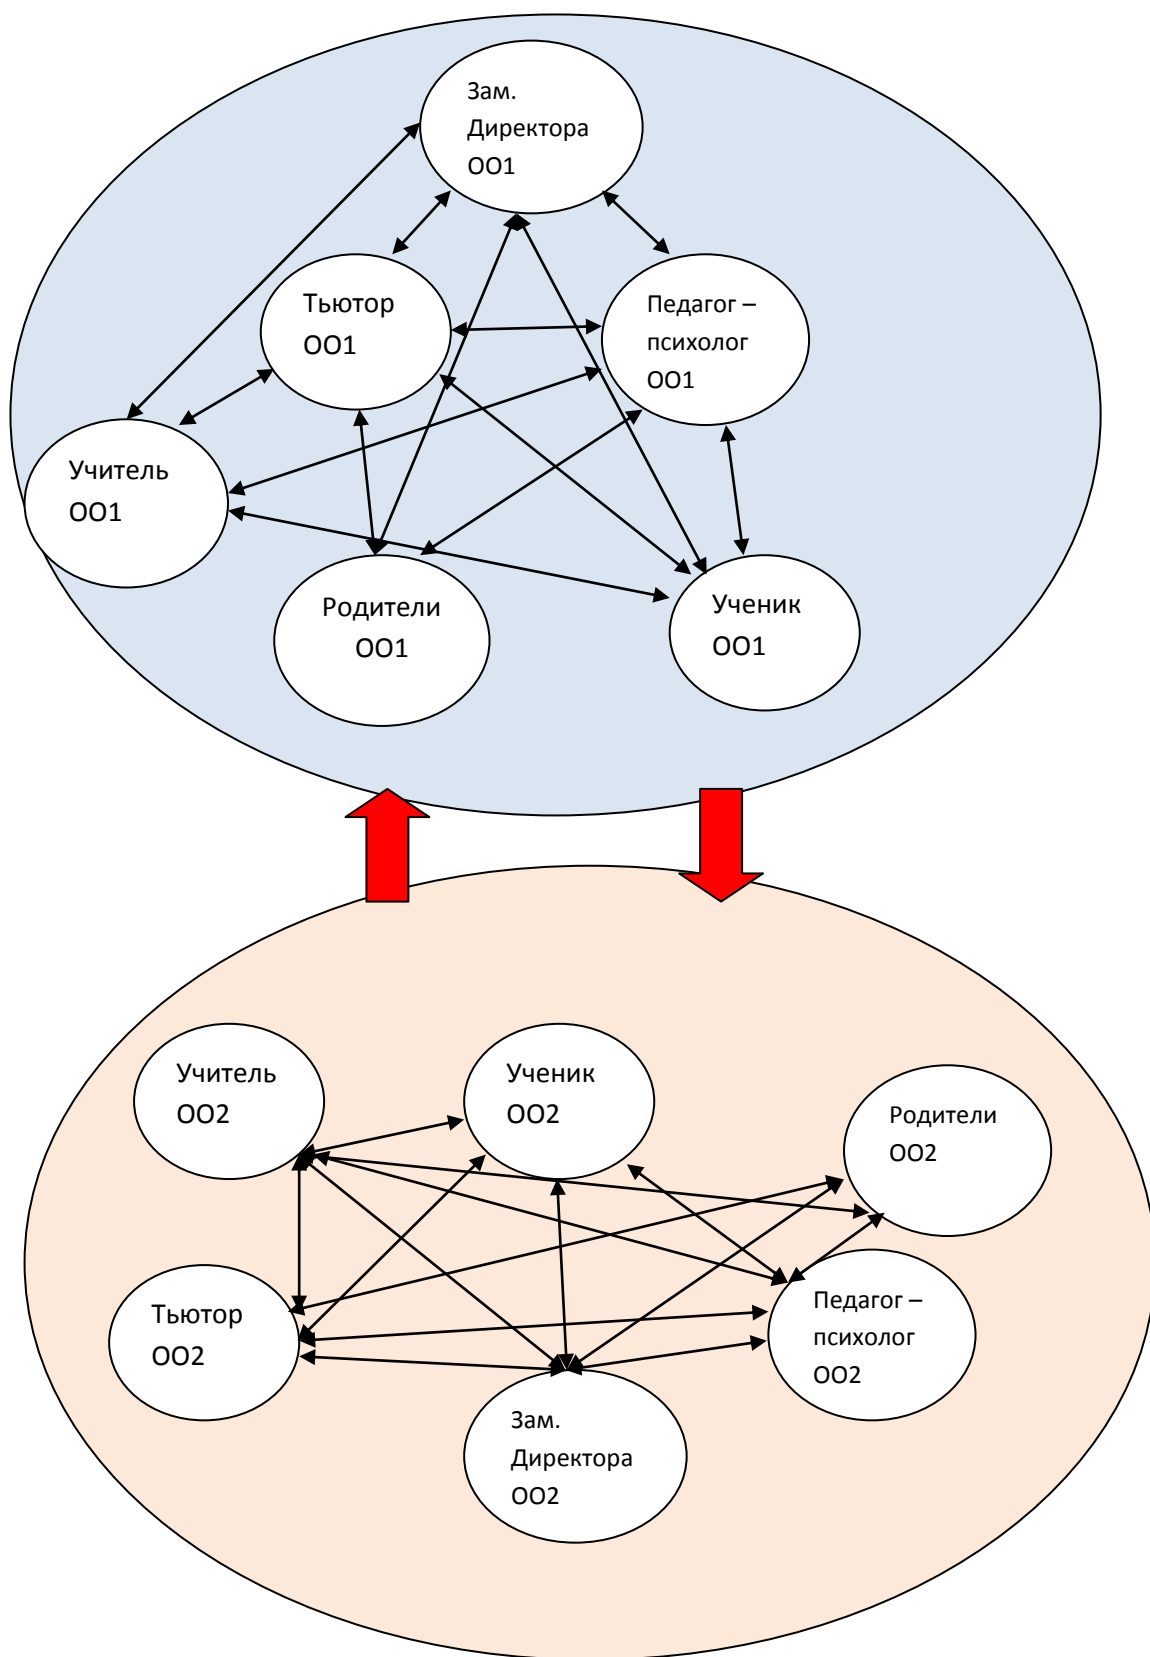 Зам.
Директора
ОО1
Тьютор
ОО1
Педагог –
психолог
ОО1
Учитель
ОО1
Родители
ОО1
Ученик
ОО1
Учитель
ОО2
Ученик
ОО2
Родители
ОО2
Тьютор
ОО2
Педагог –
психолог
ОО2
Зам.
Директора
ОО2